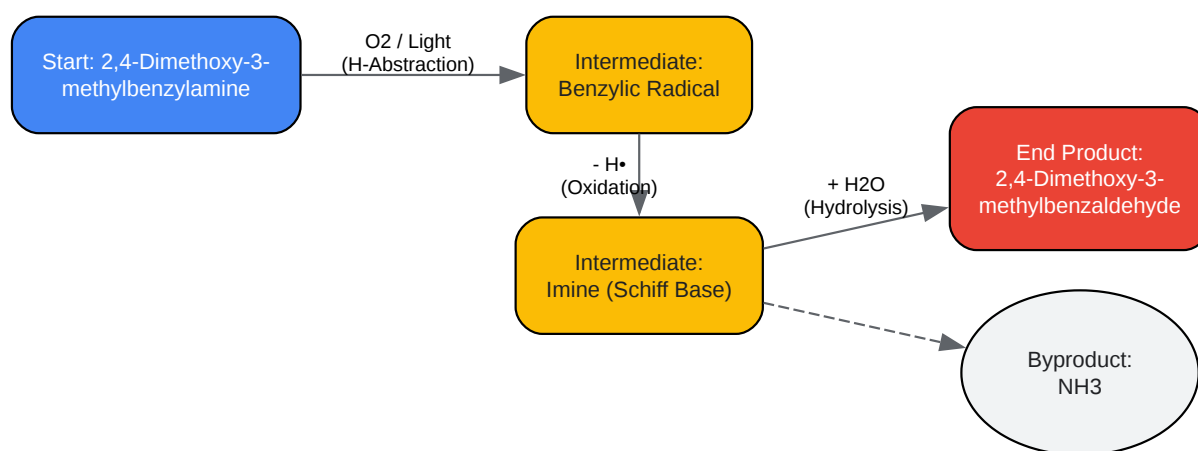 Start: 2,4-Dimethoxy-3-
methylbenzylamine
O2 / Light
(H-Abstraction)
Intermediate:
Benzylic Radical
- H•
(Oxidation)
Intermediate:
Imine (Schiff Base)
+ H2O
(Hydrolysis)
End Product:
2,4-Dimethoxy-3-
methylbenzaldehyde
Byproduct:
NH3